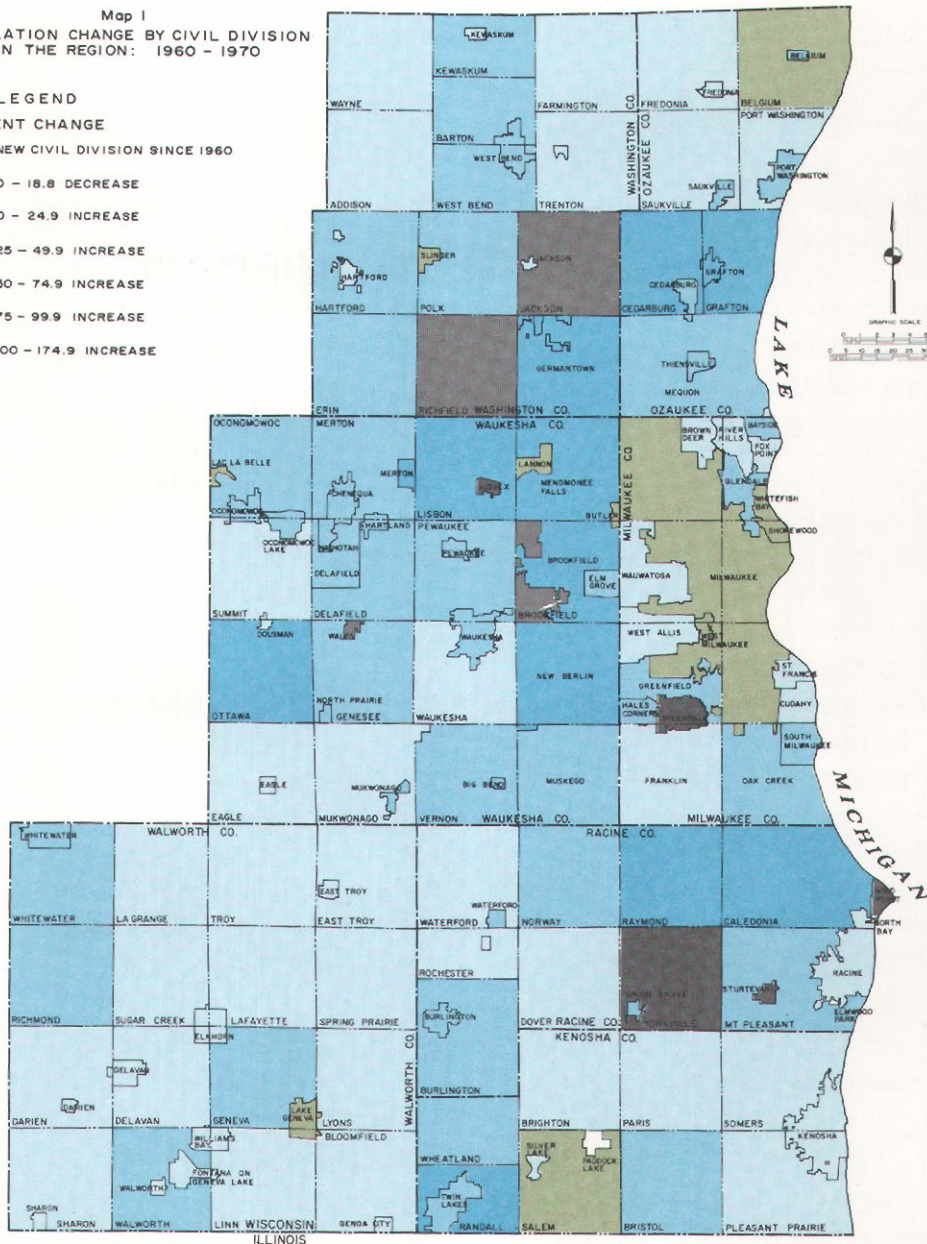 Map I
LATION CHANGE BY CIVIL DIVISION
N THE REGION: 1960 - 1970
LEGEND
ENT CHANGE
NEW CIVIL DIVISION SINCE 1960
0 - 18.8 DECREASE
0 - 24.9 INCREASE
25 - 49.9 INCREASE
50 - 74.9 INCREASE
75 - 99.9 INCREASE
00 - 174.9 INCREASE
GRAPHIC SCALE
LAKE
MICHIGAN
KEWASKUM
KEWASKUM
WAYNE
FARMINGTON
FREDONIA
FREDONIA
BELGIUM
BELGIUM
WASHINGTON CO.
OZAUKEE CO.
PORT WASHINGTON
BARTON
WEST BEND
PORT
WASHINGTON
SAUKVILLE
ADDISON
WEST BEND
TRENTON
SAUKVILLE
HARTFORD
SLINGER
JACKSON
CEDARBURG
GRAFTON
HARTFORD
POLK
JACKSON
CEDARBURG
GRAFTON
GERMANTOWN
THIENSVILLE
MEQUON
ERIN
RICHFIELD
WASHINGTON CO.
OZAUKEE CO.
OCONOMOWOC
MERTON
WAUKESHA CO.
LAC LA BELLE
CHENEQUA
MERTON
LISBON
LANNON
MENOMONEE
FALLS
BUTLER
MILWAUKEE CO.
BROWN
DEER
RIVER
HILLS
BAYSIDE
FOX
POINT
GLENDALE
WHITEFISH
BAY
SHOREWOOD
OCONOMOWOC
OCONOMOWOC
LAKE
NASHOTAH
HARTLAND
PEWAUKEE
PEWAUKEE
DELAFIELD
BROOKFIELD
ELM
GROVE
WAUWATOSA
MILWAUKEE
SUMMIT
DELAFIELD
BROOKFIELD
DOUSMAN
WALES
WAUKESHA
WEST ALLIS
WEST
MILWAUKEE
NEW BERLIN
GREENFIELD
ST
FRANCIS
CUDAHY
HALES
CORNERS
OTTAWA
NORTH PRAIRIE
GENESEE
WAUKESHA
SOUTH
MILWAUKEE
EAGLE
MUKWONAGO
BIG BEND
MUSKEGO
FRANKLIN
OAK CREEK
EAGLE
MUKWONAGO
VERNON
WAUKESHA CO.
MILWAUKEE CO.
WHITEWATER
WALWORTH CO.
RACINE CO.
EAST TROY
WATERFORD
WHITEWATER
LA GRANGE
TROY
EAST TROY
WATERFORD
NORWAY
RAYMOND
CALEDONIA
NORTH
BAY
ROCHESTER
RACINE
STURTEVANT
ELMWOOD
PARK
BURLINGTON
RICHMOND
SUGAR CREEK
LAFAYETTE
SPRING PRAIRIE
DOVER
RACINE CO.
MT PLEASANT
ELKHORN
KENOSHA CO.
DELAVAN
WALWORTH CO.
BURLINGTON
DARIEN
LAKE
GENEVA
DARIEN
DELAVAN
GENEVA
LYONS
BRIGHTON
PARIS
SOMERS
BLOOMFIELD
WILLIAMS
BAY
WHEATLAND
SILVER
LAKE
PADDOCK
LAKE
KENOSHA
FONTANA ON
GENEVA LAKE
WALWORTH
TWIN
LAKES
SHARON
SHARON
WALWORTH
LINN
WISCONSIN
GENOA CITY
RANDALL
SALEM
BRISTOL
PLEASANT PRAIRIE
ILLINOIS